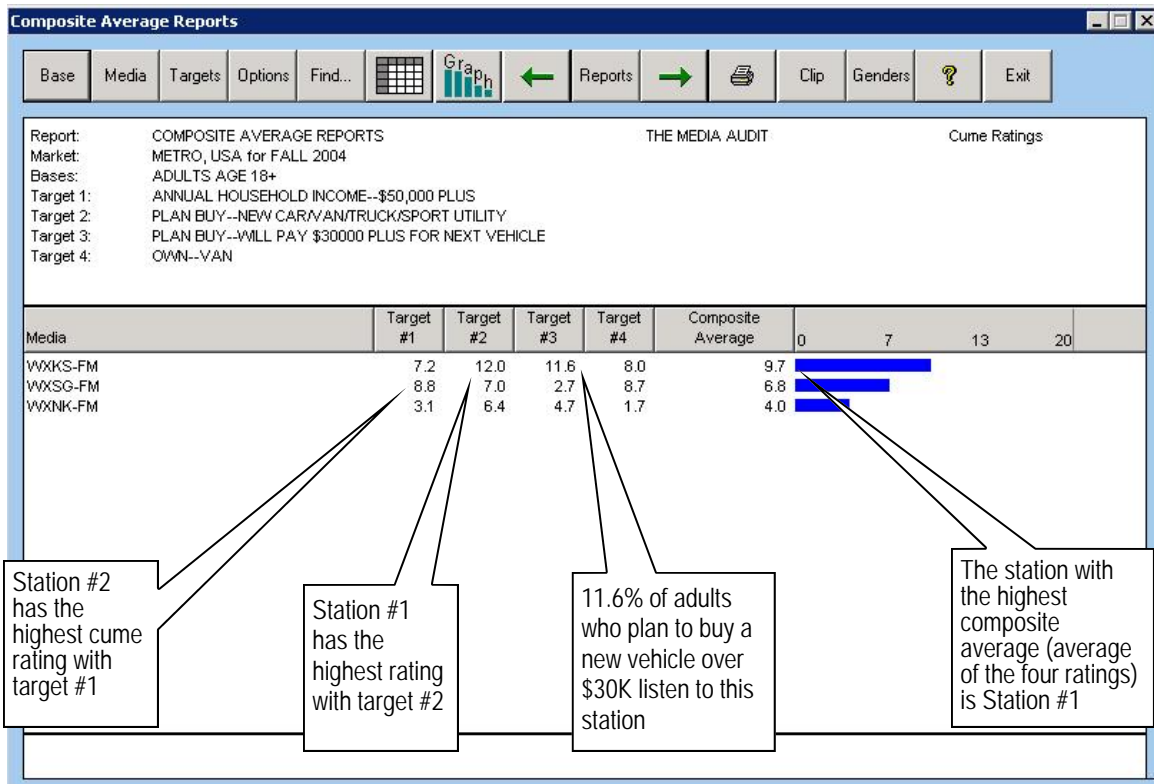 Composite Average Reports
Base Media Targets Options Find... Graph Reports Clip Genders ? Exit
Report: COMPOSITE AVERAGE REPORTS THE MEDIA AUDIT Cume Ratings
Market: METRO, USA for FALL 2004
Bases: ADULTS AGE 18+
Target 1: ANNUAL HOUSEHOLD INCOME--$50,000 PLUS
Target 2: PLAN BUY--NEW CAR/VAN/TRUCK/SPORT UTILITY
Target 3: PLAN BUY--WILL PAY $30000 PLUS FOR NEXT VEHICLE
Target 4: OWN--VAN
Media Target #1 Target #2 Target #3 Target #4 Composite Average 0 7 13 20
WXKS-FM 7.2 12.0 11.6 8.0 9.7
WXSG-FM 8.8 7.0 2.7 8.7 6.8
WXNK-FM 3.1 6.4 4.7 1.7 4.0
Station #2
has the
highest cume
rating with
target #1
Station #1
has the
highest rating
with target #2
11.6% of adults
who plan to buy a
new vehicle over
$30K listen to this
station
The station with
the highest
composite
average (average
of the four ratings)
is Station #1